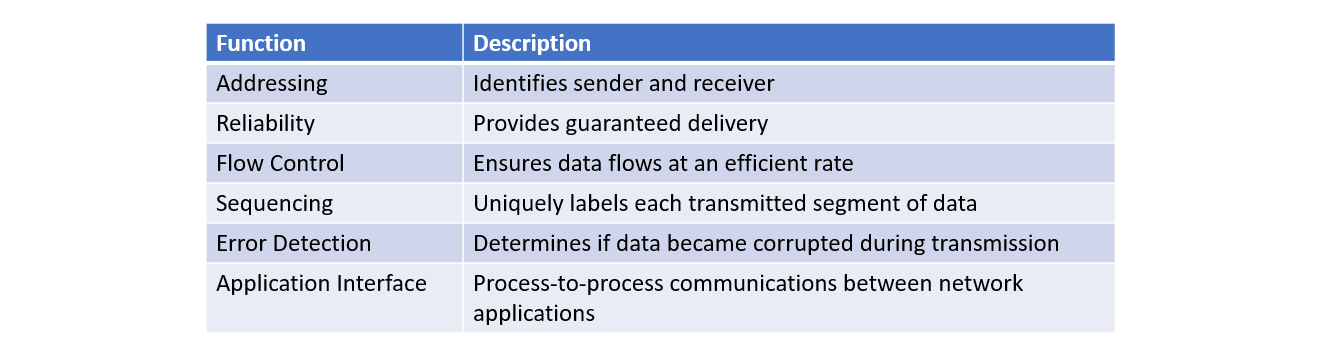 Function Description
Addressing Identifies sender and receiver
Reliability Provides guaranteed delivery
Flow Control Ensures data flows at an efficient rate
Sequencing Uniquely labels each transmitted segment of data
Error Detection Determines if data became corrupted during transmission
Application Interface Process-to-process communications between network
applications